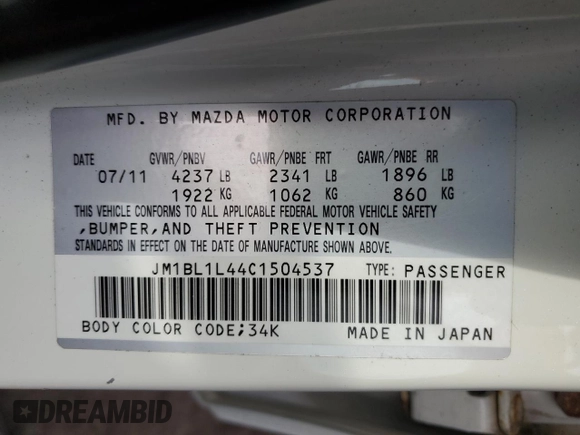 MFD. BY MAZDA MOTOR CORPORATION
DATE GVWR/PNBV GAWR/PNBE FRT GAWR/PNBE RR
07/11 4237 LB 2341 LB 1896 LB
1922 KG 1062 KG 860 KG
THIS VEHICLE CONFORMS TO ALL APPLICABLE FEDERAL MOTOR VEHICLE SAFETY
,BUMPER,AND THEFT PREVENTION
STANDARDS IN EFFECT ON THE DATE OF MANUFACTURE SHOWN ABOVE.
JM1BL1L44C1504537 TYPE: PASSENGER
BODY COLOR CODE;34K MADE IN JAPAN
DREAMBID